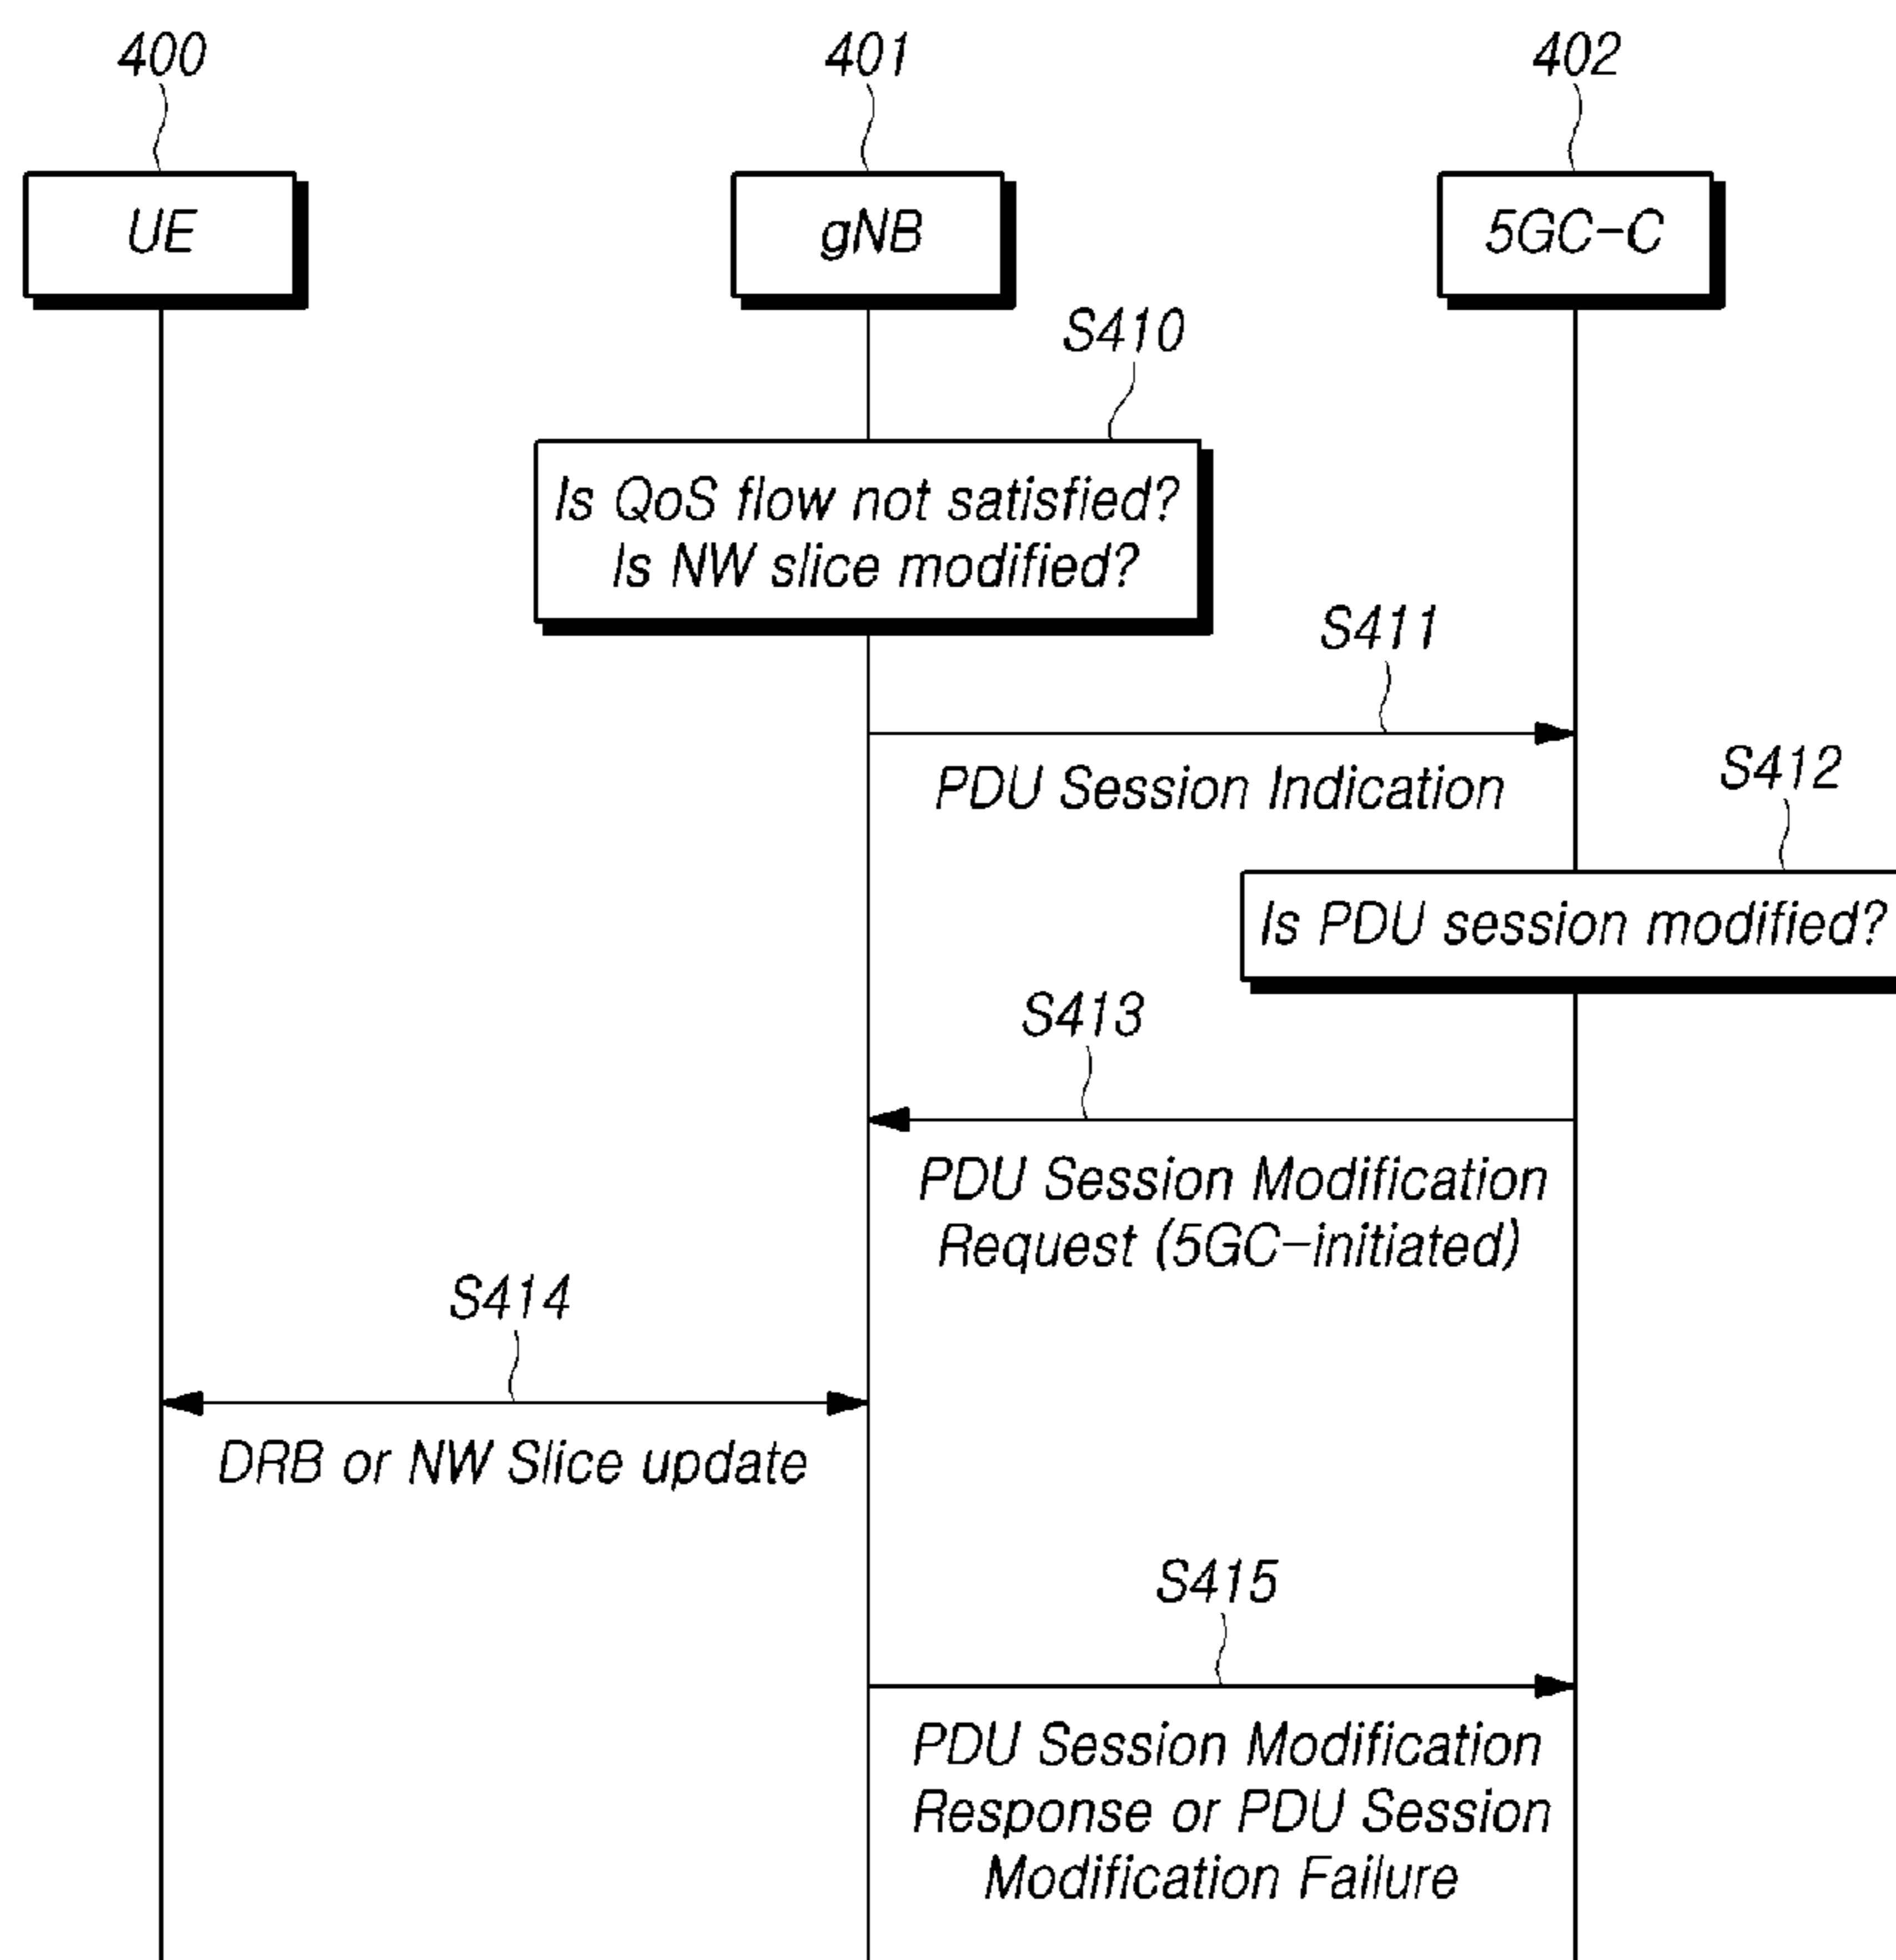 400
401
402
UE
gNB
5GC-C
S410
Is QoS flow not satisfied?
Is NW slice modified?
S411
PDU Session Indication
S412
Is PDU session modified?
S413
PDU Session Modification
Request (5GC-initiated)
S414
DRB or NW Slice update
S415
PDU Session Modification
Response or PDU Session
Modification Failure